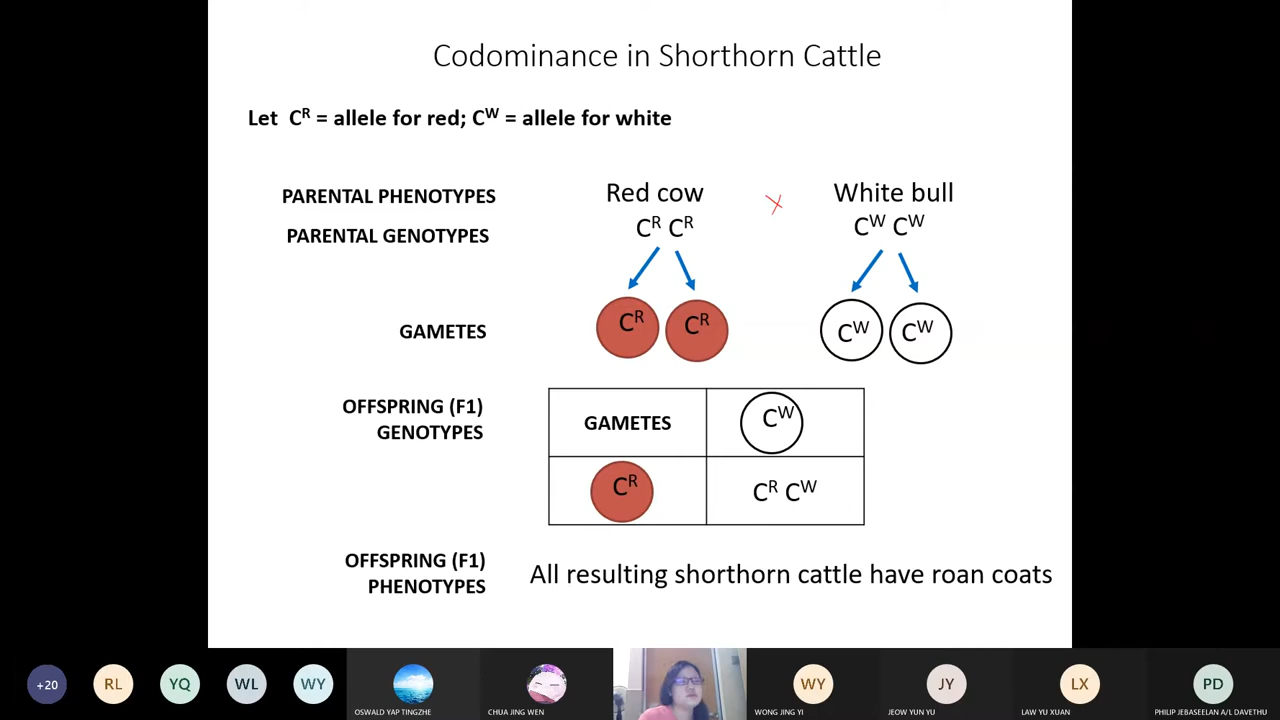 Codominance in Shorthorn Cattle
Let Cᴿ = allele for red; Cᵂ = allele for white
PARENTAL PHENOTYPES
Red cow
×
White bull
PARENTAL GENOTYPES
Cᴿ Cᴿ
Cᵂ Cᵂ
GAMETES
Cᴿ
Cᴿ
Cᵂ
Cᵂ
OFFSPRING (F1)
GENOTYPES
GAMETES
Cᵂ
Cᴿ
Cᴿ Cᵂ
OFFSPRING (F1)
PHENOTYPES
All resulting shorthorn cattle have roan coats
+20
RL
YQ
WL
WY
OSWALD YAP TINGZHE
CHUA JING WEN
WY
WONG JING YI
JY
JEOW YUN YU
LX
LAW YU XUAN
PD
PHILIP JEBASEELAN A/L DAVETHU